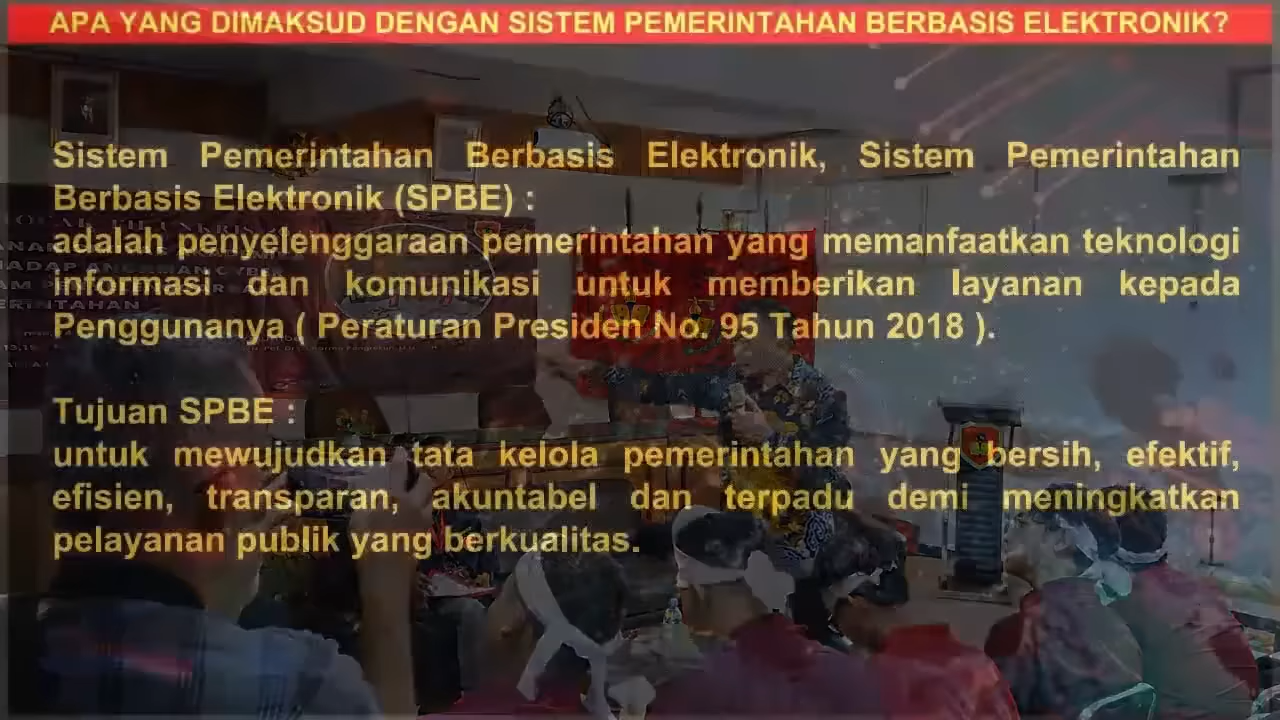 APA YANG DIMAKSUD DENGAN SISTEM PEMERINTAHAN BERBASIS ELEKTRONIK?
Sistem Pemerintahan Berbasis Elektronik, Sistem Pemerintahan
Berbasis Elektronik (SPBE) :
adalah penyelenggaraan pemerintahan yang memanfaatkan teknologi
informasi dan komunikasi untuk memberikan layanan kepada
Penggunanya ( Peraturan Presiden No. 95 Tahun 2018 ).
Tujuan SPBE :
untuk mewujudkan tata kelola pemerintahan yang bersih, efektif,
efisien, transparan, akuntabel dan terpadu demi meningkatkan
pelayanan publik yang berkualitas.